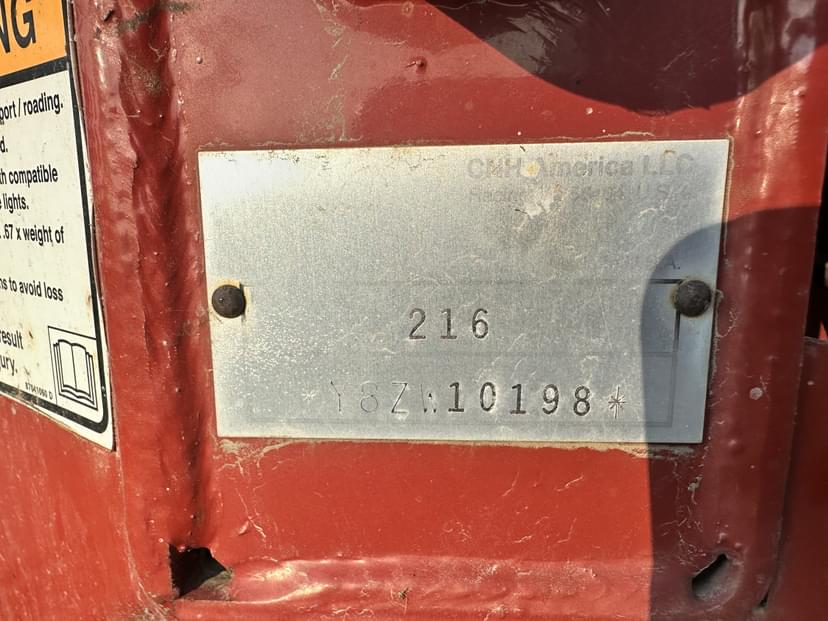 NG
port / roading.
d.
th compatible
lights.
.67 x weight of
ns to avoid loss
result
ury.
CNH America LLC
216
*Y8ZW10198*